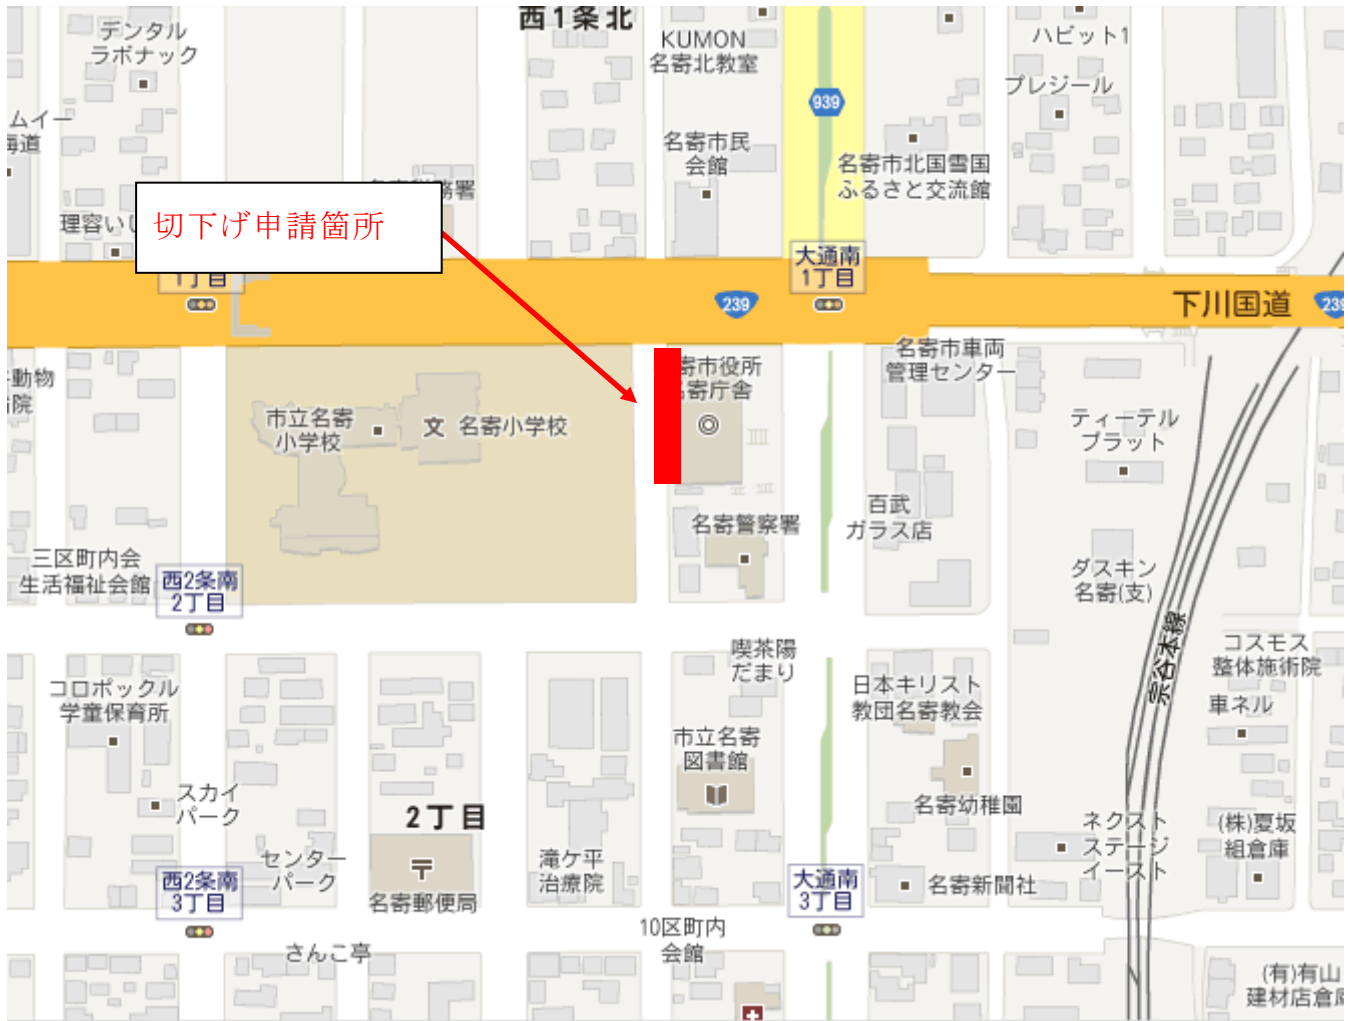 西1条北
デンタル
ラボナック
KUMON
名寄北教室
ハビット1
プレジール
939
ムイー
海道
名寄市民
会館
名寄市北国雪国
ふるさと交流館
務署
理容い
切下げ申請箇所
大通南
1丁目
1丁目
239
下川国道
239
名寄市車両
管理センター
寄市役所
名寄庁舎
動物
院
市立名寄
小学校
文
名寄小学校
ティーテル
プラット
百武
ガラス店
名寄警察署
三区町内会
生活福祉会館
西2条南
2丁目
ダスキン
名寄(支)
宗谷本線
コスモス
整体施術院
喫茶陽
だまり
コロポックル
学童保育所
日本キリスト
教団名寄教会
車ネル
市立名寄
図書館
スカイ
パーク
2丁目
名寄幼稚園
ネクスト
ステージ
イースト
(株)夏坂
組倉庫
センター
パーク
〒
名寄郵便局
滝ケ平
治療院
西2条南
3丁目
大通南
3丁目
名寄新聞社
10区町内
会館
さんこ亭
(有)有山
建材店倉庫